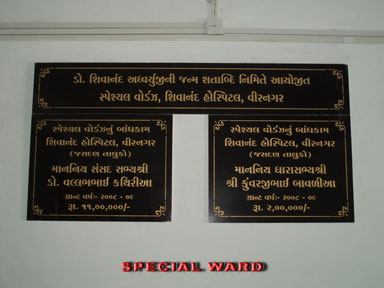 ડો. શિવાનંદ અધ્વર્યુજીની જન્મ શતાબ્દિ નિમિતે આયોજીત
સ્પેશ્યલ વોર્ડઝ, શિવાનંદ હોસ્પિટલ, વીરનગર
સ્પેશ્યલ વોર્ડઝનું બાંધકામ
શિવાનંદ હોસ્પિટલ, વીરનગર
(જસદણ તાલુકો)
માનનિય સંસદ સભ્યશ્રી
ડો. વલ્લભભાઈ કથિરીઆ
ગ્રાન્ટ વર્ષ:- ૨૦૦૮ - ૦૯
રૂા. ૧૧,૦૦,૦૦૦/-
સ્પેશ્યલ વોર્ડઝનું બાંધકામ
શિવાનંદ હોસ્પિટલ, વીરનગર
(જસદણ તાલુકો)
માનનિય ધારાસભ્યશ્રી
શ્રી કુંવરજીભાઈ બાવળીઆ
ગ્રાન્ટ વર્ષ:- ૨૦૦૮ - ૦૯
રૂા. ૨,૦૦,૦૦૦/-
SPECIAL WARD